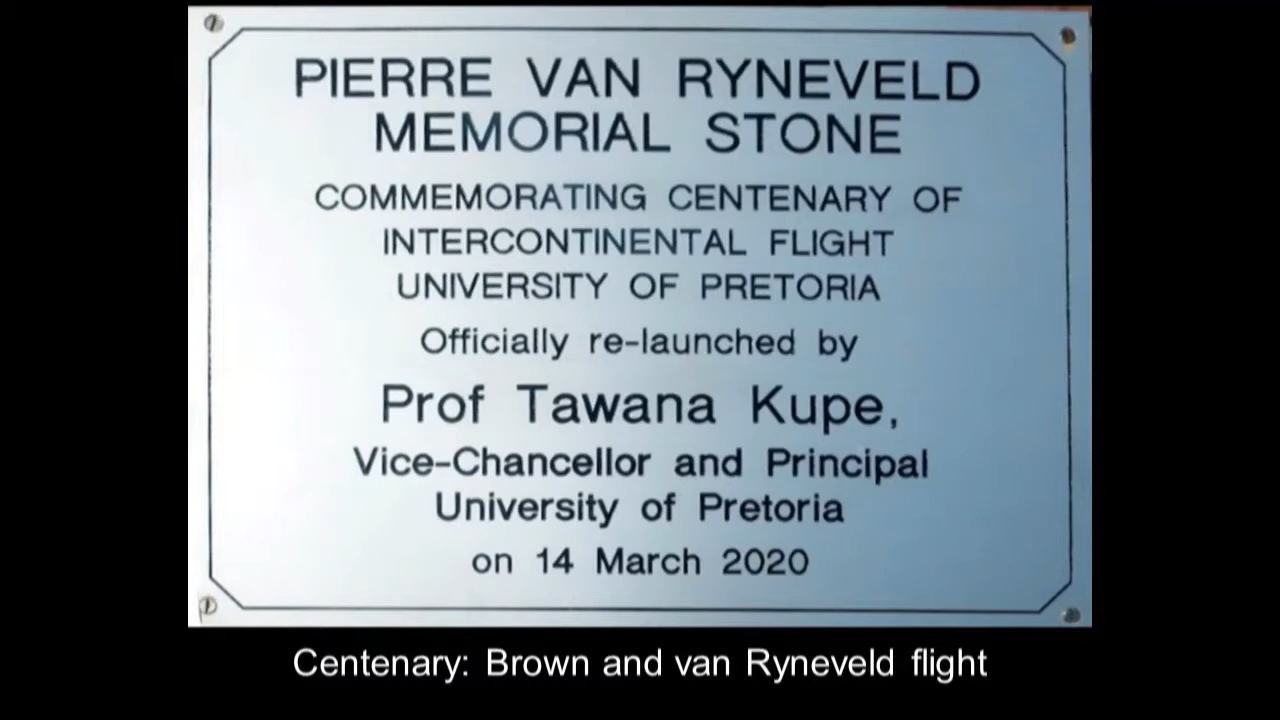 PIERRE VAN RYNEVELD
MEMORIAL STONE
COMMEMORATING CENTENARY OF
INTERCONTINENTAL FLIGHT
UNIVERSITY OF PRETORIA
Officially re-launched by
Prof Tawana Kupe,
Vice-Chancellor and Principal
University of Pretoria
on 14 March 2020
Centenary: Brown and van Ryneveld flight